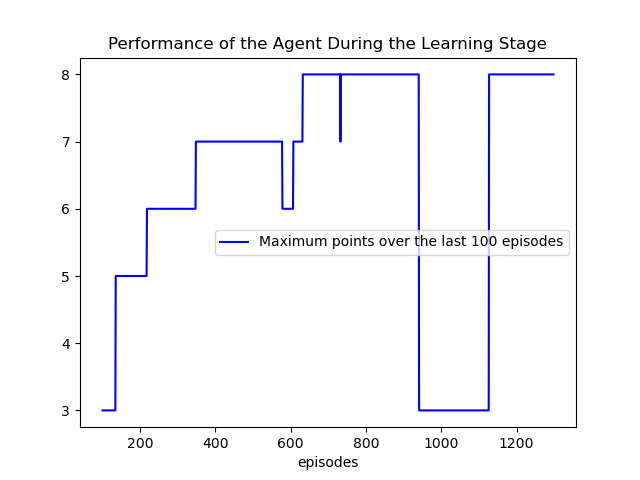 Performance of the Agent During the Learning Stage
8
7
6
5
4
3
Maximum points over the last 100 episodes
200 400 600 800 1000 1200
episodes